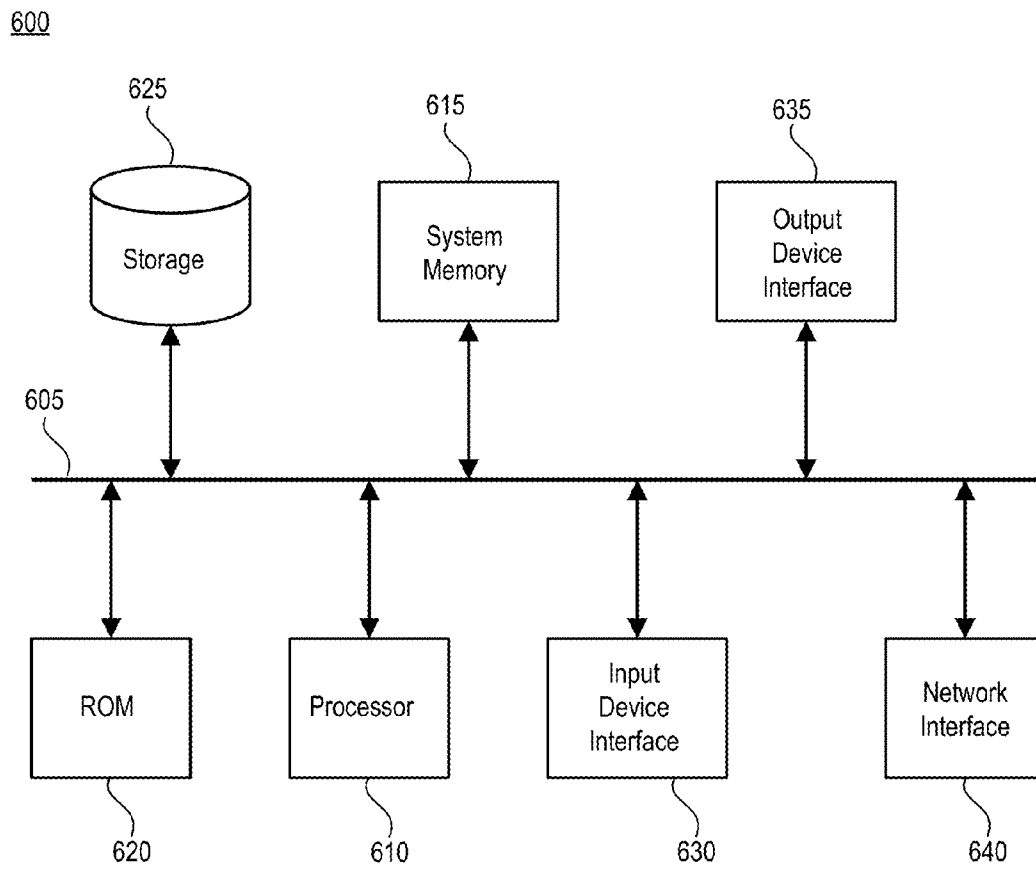 600
625
615
635
Storage
System
Memory
Output
Device
Interface
605
ROM
Processor
Input
Device
Interface
Network
Interface
620
610
630
640